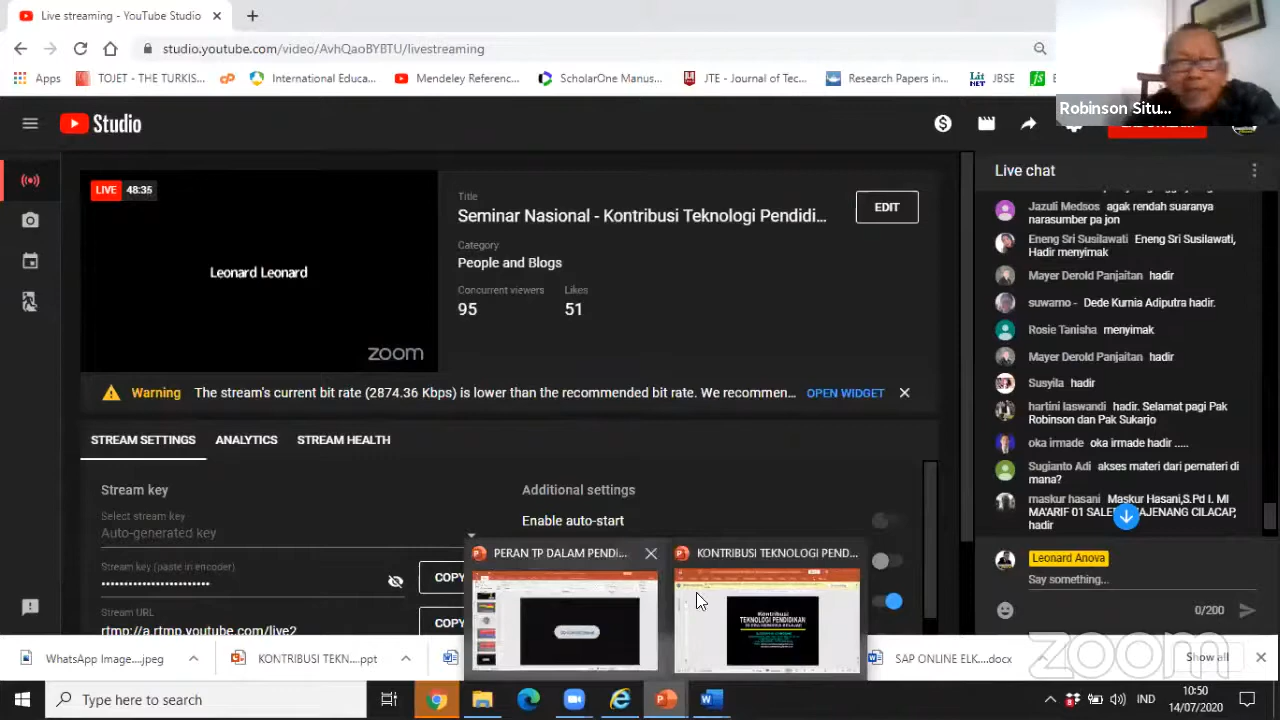 Live streaming - YouTube Studio
studio.youtube.com/video/AvhQaoBYBTU/livestreaming
Apps
TOJET - THE TURKIS...
International Educa...
Mendeley Referenc...
ScholarOne Manus...
JTE - Journal of Tec...
Research Papers in...
JBSE
Robinson Situ...
Studio
LIVE 48:35
Leonard Leonard
zoom
Title
Seminar Nasional - Kontribusi Teknologi Pendidi...
EDIT
Category
People and Blogs
Concurrent viewers
Likes
95
51
Warning The stream's current bit rate (2874.36 Kbps) is lower than the recommended bit rate. We recommen... OPEN WIDGET
STREAM SETTINGS
ANALYTICS
STREAM HEALTH
Stream key
Select stream key
Auto-generated key
Stream key (paste in encoder)
COPY
Stream URL
rtmp://a.rtmp.youtube.com/live2
COPY
Additional settings
Enable auto-start
Live chat
Jazuli Medsos agak rendah suaranya
narasumber pa jon
Eneng Sri Susilawati Eneng Sri Susilawati,
Hadir menyimak
Mayer Derold Panjaitan hadir
suwarno - Dede Kurnia Adiputra hadir.
Rosie Tanisha menyimak
Mayer Derold Panjaitan hadir
Susyila hadir
hartini laswandi hadir. Selamat pagi Pak
Robinson dan Pak Sukarjo
oka irmade oka irmade hadir .....
Sugianto Adi akses materi dari pemateri di
mana?
maskur hasani Maskur Hasani,S.Pd I. MI
MA'ARIF 01
CILACAP,
hadir
Leonard Anova
Say something...
0/200
PERAN TP DALAM PENDI...
KONTRIBUSI TEKNOLOGI PEND...
Kontribusi
TEKNOLOGI PENDIDIKAN
WhatsApp Image....jpeg
KONTRIBUSI TEKN....ppt
SAP ONLINE ELK....docx
Show all
zoom
Type here to search
IND
10:50
14/07/2020